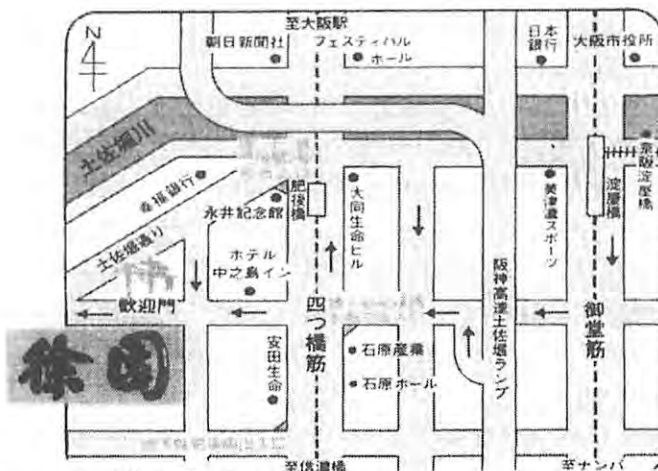 N
至大阪駅
朝日新聞社
フェスティバル
ホール
日本
銀行
大阪市役所
土佐堀川
京阪淀屋橋
幸福銀行
肥後橋
永井記念館
大同生命ビル
美津濃スポーツ
淀屋橋
土佐堀通り
ホテル
中之島イン
歓迎門
四つ橋筋
阪神高速土佐堀ランプ
御堂筋
徐園
安田生命
石原産業
石原ホール
至信濃橋
至ナンバ